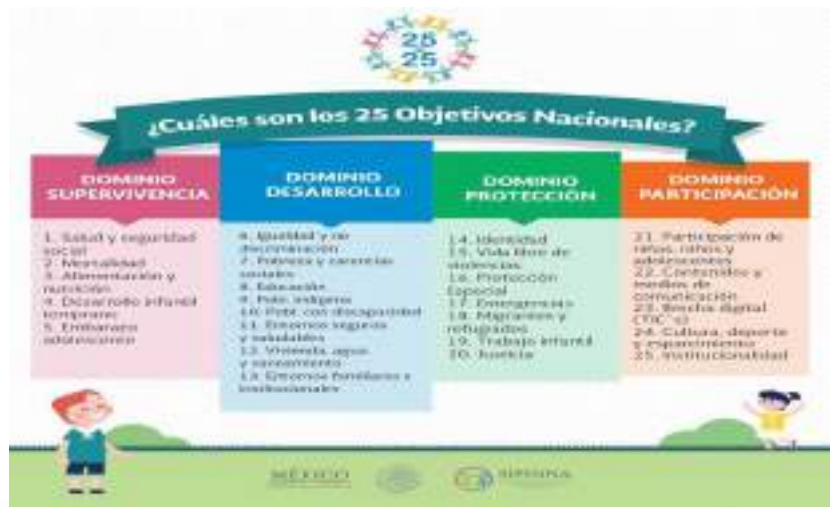 25
25
¿Cuáles son los 25 Objetivos Nacionales?
DOMINIO
SUPERVIVENCIA
1. Salud y seguridad
social
2. Mortalidad
3. Alimentación y
nutrición
4. Desarrollo infantil
temprano
5. Embarazo
adolescente
DOMINIO
DESARROLLO
6. Igualdad y no
discriminación
7. Pobreza y carencias
sociales
8. Educación
9. Pobl. indígena
10. Pobl. con discapacidad
11. Entornos seguros
y saludables
12. Vivienda, agua
y saneamiento
13. Entornos familiares e
institucionales
DOMINIO
PROTECCIÓN
14. Identidad
15. Vida libre de
violencias
16. Protección
Especial
17. Emergencias
18. Migrantes y
refugiados
19. Trabajo infantil
20. Justicia
DOMINIO
PARTICIPACIÓN
21. Participación de
niñas, niños y
adolescentes
22. Contenidos y
medios de
comunicación
23. Brecha digital
(TIC´s)
24. Cultura, deporte
y esparcimiento
25. Institucionalidad
MÉXICO
SIPINNA